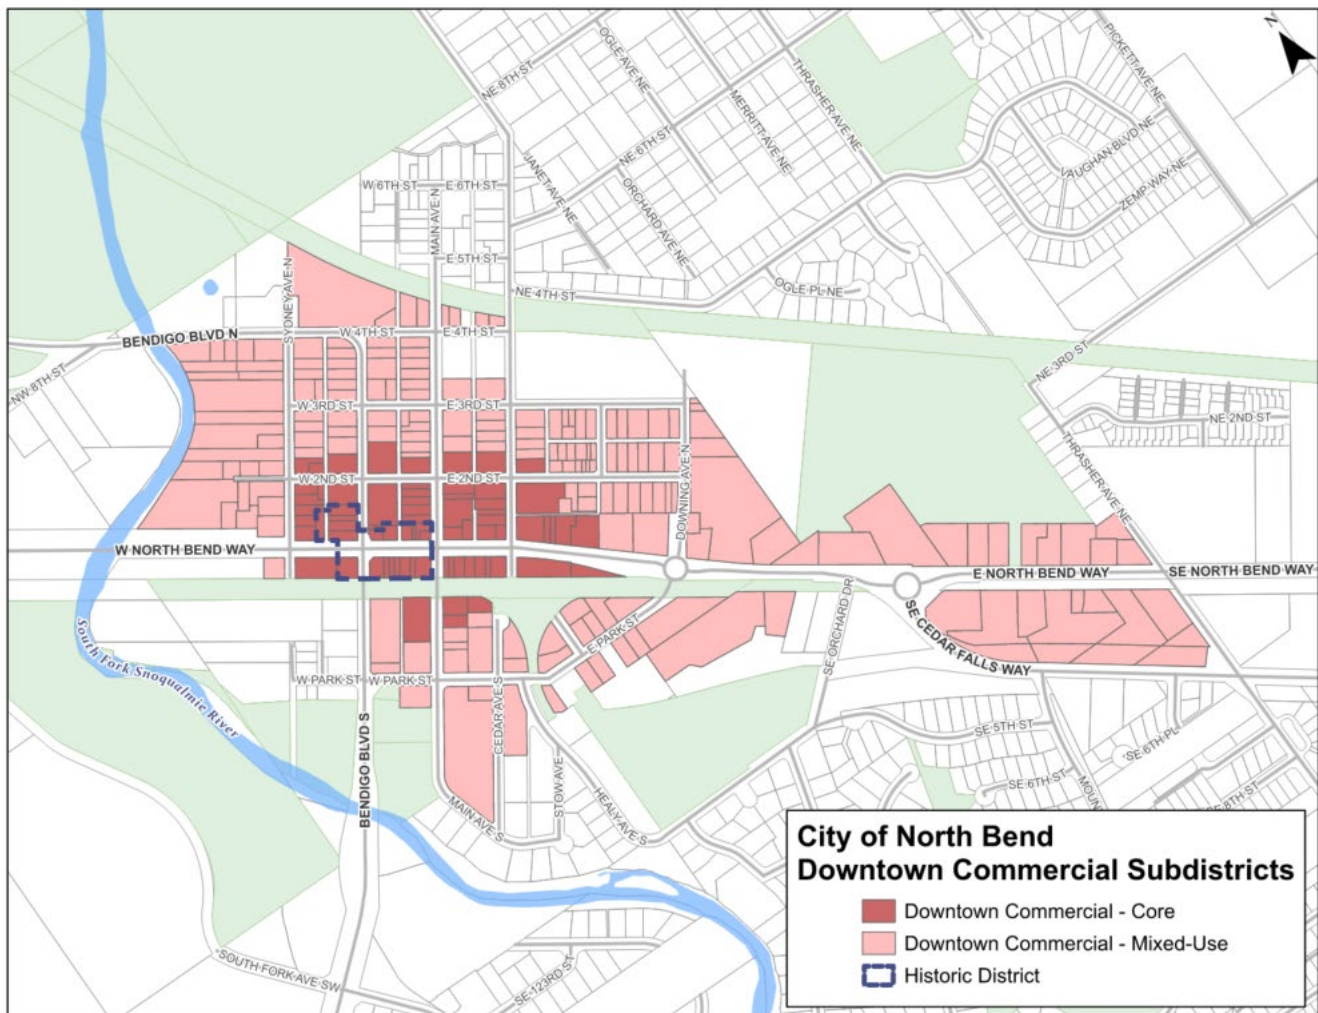 N
NE 8TH ST
OGLE AVE NE
THRASHER AVE NE
PICKETT AVE NE
MERRITT AVE NE
NE 6TH ST
VAUGHAN BLVD NE
JANET AVE NE
ORCHARD AVE NE
ZEMP WAY NE
W 6TH ST
E 6TH ST
MAIN AVE N
E 5TH ST
SYDNEY AVE N
NE 4TH ST
OGLE PL NE
BENDIGO BLVD N
W 4TH ST
E 4TH ST
NW 8TH ST
NE 3RD ST
W 3RD ST
E 3RD ST
NE 2ND ST
THRASHER AVE NE
W 2ND ST
E 2ND ST
DOWNING AVE N
W NORTH BEND WAY
E NORTH BEND WAY
SE NORTH BEND WAY
SE ORCHARD DR
SE CEDAR FALLS WAY
E PARK ST
South Fork Snoqualmie River
W PARK ST
W PARK ST
CEDAR AVE S
BENDIGO BLVD S
SE 5TH ST
SE 6TH PL
STOW AVE
HEALY AVE S
MAIN AVE S
SE 6TH ST
MOUN
SE 8TH ST
SOUTH FORK AVE SW
SE 123RD ST
City of North Bend
Downtown Commercial Subdistricts
Downtown Commercial - Core
Downtown Commercial - Mixed-Use
Historic District